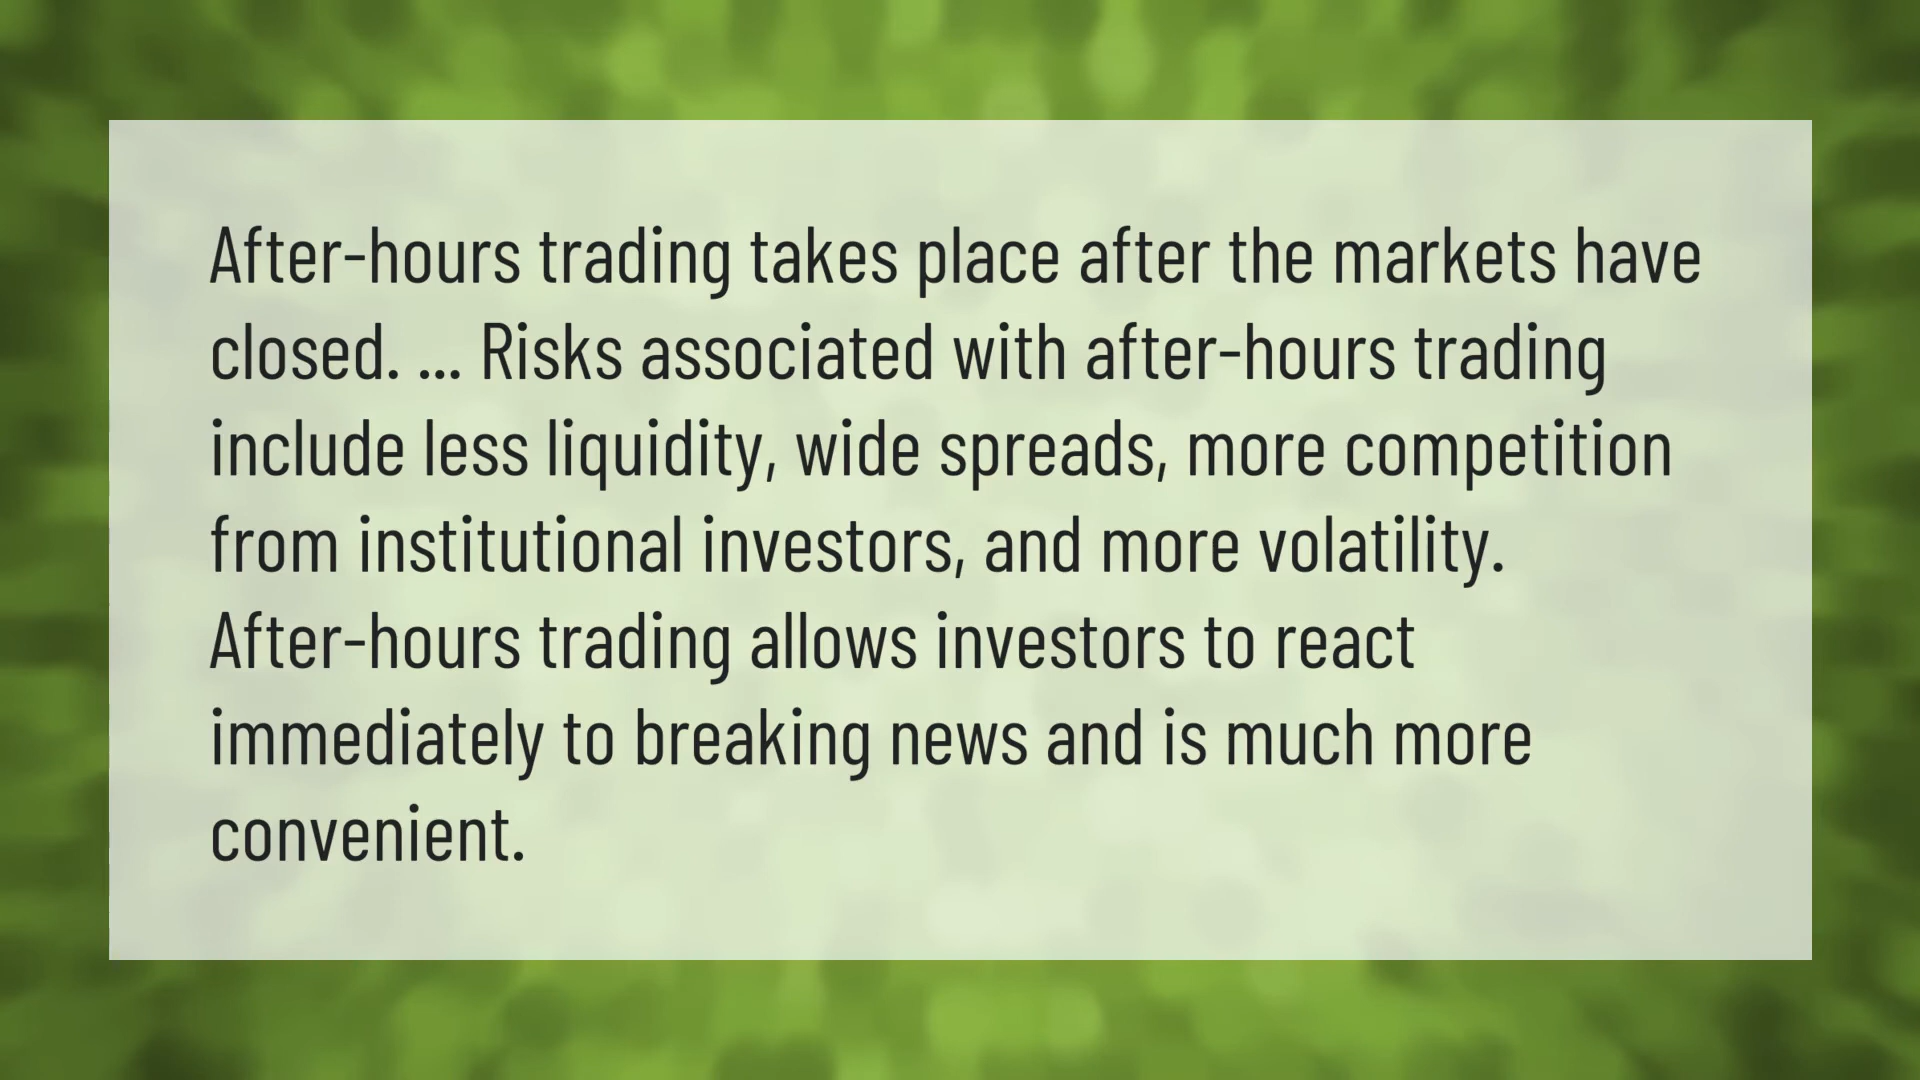 After-hours trading takes place after the markets have
closed. ... Risks associated with after-hours trading
include less liquidity, wide spreads, more competition
from institutional investors, and more volatility.
After-hours trading allows investors to react
immediately to breaking news and is much more
convenient.